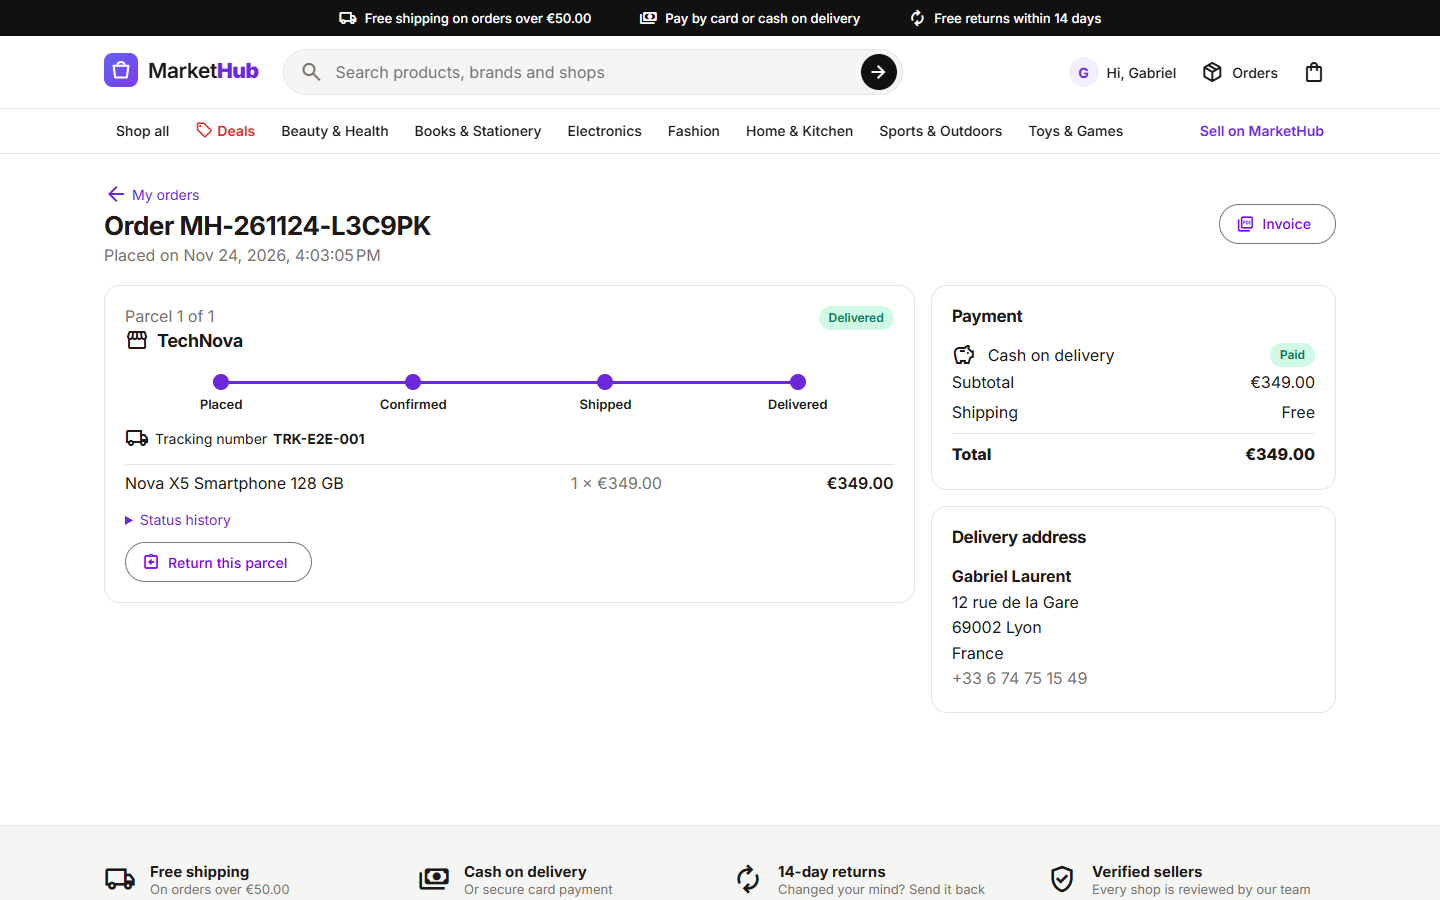 Free shipping on orders over €50.00
Pay by card or cash on delivery
Free returns within 14 days
MarketHub
Search products, brands and shops
G
Hi, Gabriel
Orders
Shop all
Deals
Beauty & Health
Books & Stationery
Electronics
Fashion
Home & Kitchen
Sports & Outdoors
Toys & Games
Sell on MarketHub
My orders
Order MH-261124-L3C9PK
Placed on Nov 24, 2026, 4:03:05 PM
Invoice
Parcel 1 of 1
Delivered
TechNova
Placed
Confirmed
Shipped
Delivered
Tracking number TRK-E2E-001
Nova X5 Smartphone 128 GB
1 × €349.00
€349.00
Status history
Return this parcel
Payment
Cash on delivery
Paid
Subtotal
€349.00
Shipping
Free
Total
€349.00
Delivery address
Gabriel Laurent
12 rue de la Gare
69002 Lyon
France
+33 6 74 75 15 49
Free shipping
On orders over €50.00
Cash on delivery
Or secure card payment
14-day returns
Changed your mind? Send it back
Verified sellers
Every shop is reviewed by our team